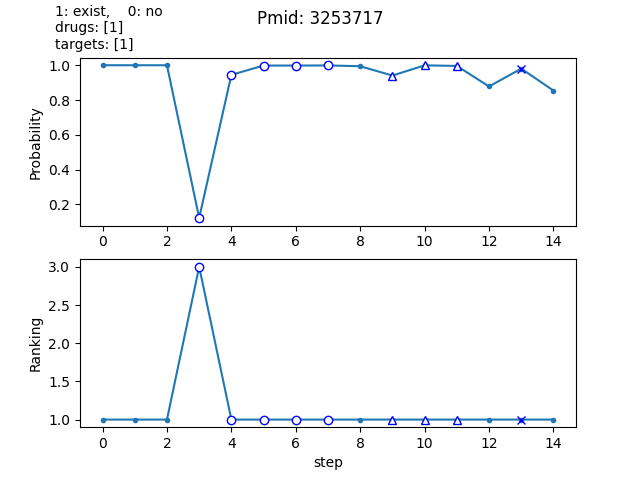 1: exist,    0: no
drugs: [1]
targets: [1]
Pmid: 3253717
Probability
1.0
0.8
0.6
0.4
0.2
0 2 4 6 8 10 12 14
Ranking
3.0
2.5
2.0
1.5
1.0
0 2 4 6 8 10 12 14
step